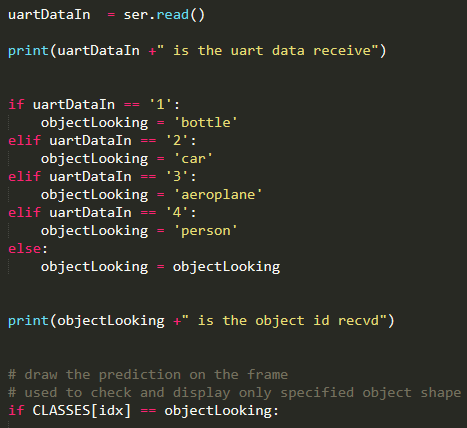 uartDataIn  = ser.read()
print(uartDataIn +" is the uart data receive")
if uartDataIn == '1':
    objectLooking = 'bottle'
elif uartDataIn == '2':
    objectLooking = 'car'
elif uartDataIn == '3':
    objectLooking = 'aeroplane'
elif uartDataIn == '4':
    objectLooking = 'person'
else:
    objectLooking = objectLooking
print(objectLooking +" is the object id recvd")
# draw the prediction on the frame
# used to check and display only specified object shape
if CLASSES[idx] == objectLooking: